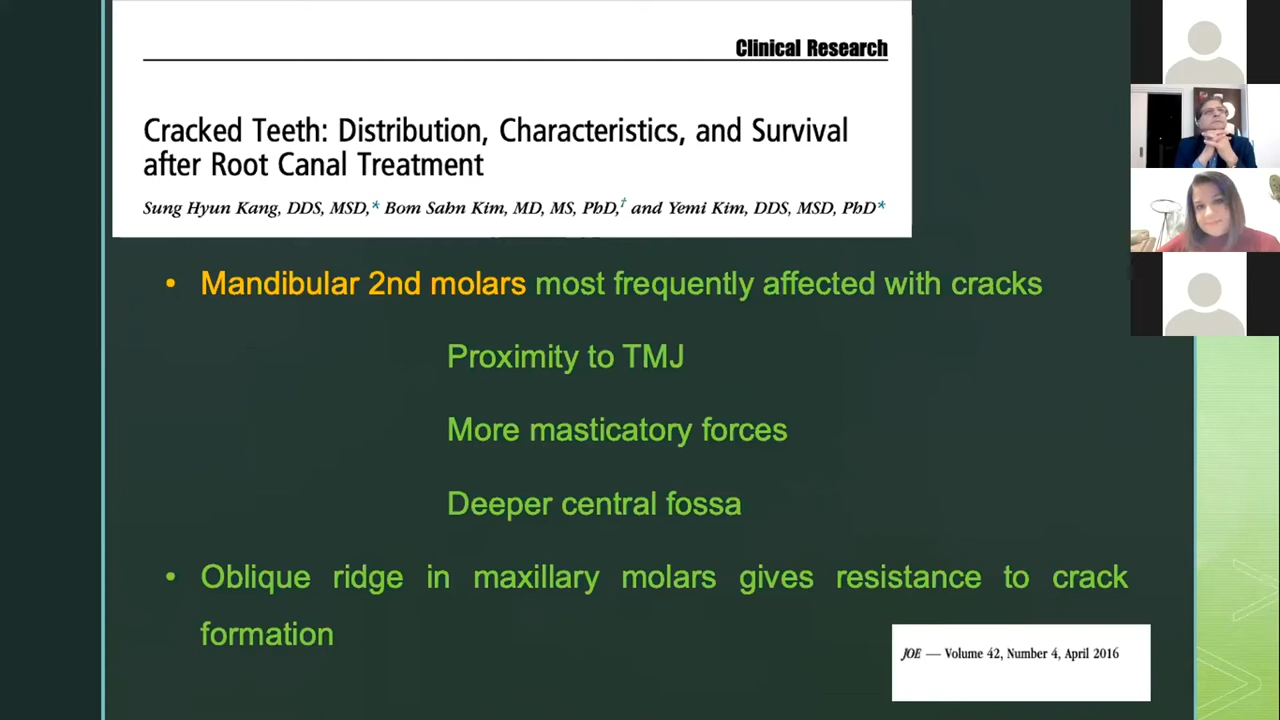 Clinical Research
Cracked Teeth: Distribution, Characteristics, and Survival
after Root Canal Treatment
Sung Hyun Kang, DDS, MSD,* Bom Sahn Kim, MD, MS, PhD,† and Yemi Kim, DDS, MSD, PhD*
• Mandibular 2nd molars most frequently affected with cracks
Proximity to TMJ
More masticatory forces
Deeper central fossa
• Oblique ridge in maxillary molars gives resistance to crack
formation
JOE — Volume 42, Number 4, April 2016